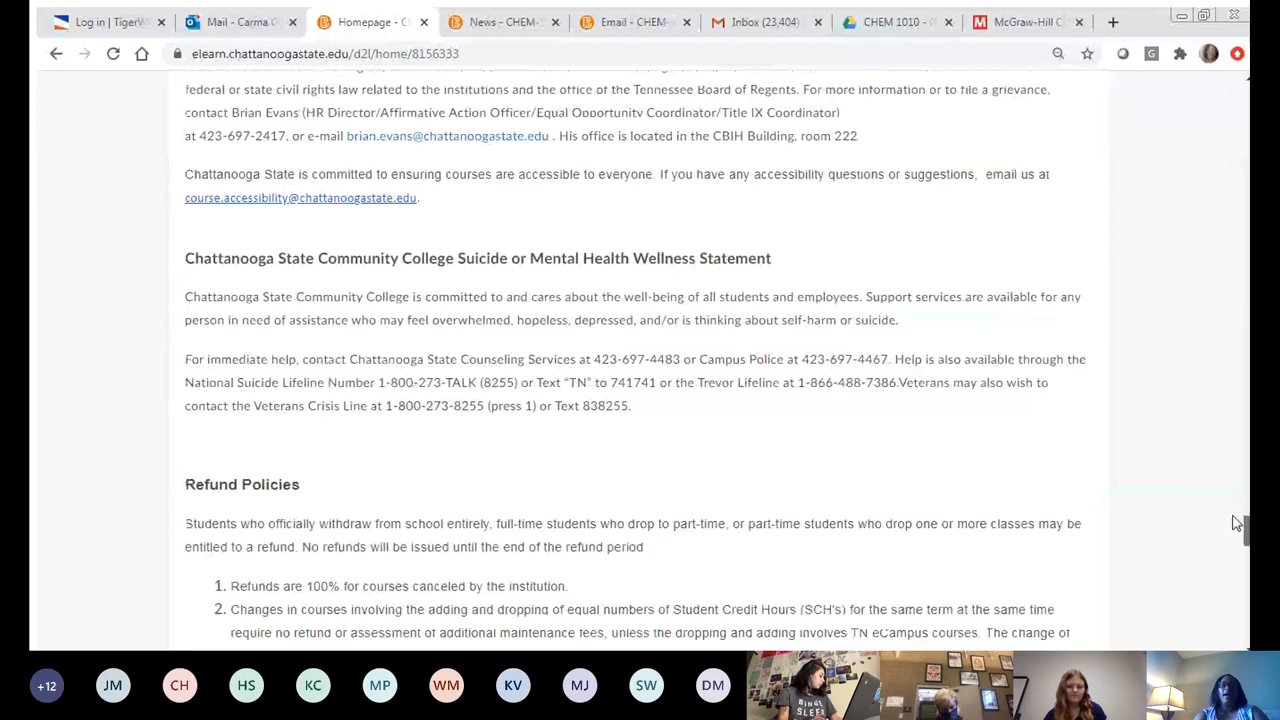 Log in | TigerW
Mail - Carma G
Homepage - C
News - CHEM-
Email - CHEM-
Inbox (23,404)
CHEM 1010 -
McGraw-Hill C
elearn.chattanoogastate.edu/d2l/home/8156333
federal or state civil rights law related to the institutions and the office of the Tennessee Board of Regents. For more information or to file a grievance,
contact Brian Evans (HR Director/Affirmative Action Officer/Equal Opportunity Coordinator/Title IX Coordinator)
at 423-697-2417, or e-mail brian.evans@chattanoogastate.edu . His office is located in the CBIH Building, room 222
Chattanooga State is committed to ensuring courses are accessible to everyone. If you have any accessibility questions or suggestions, email us at
course.accessibility@chattanoogastate.edu.
Chattanooga State Community College Suicide or Mental Health Wellness Statement
Chattanooga State Community College is committed to and cares about the well-being of all students and employees. Support services are available for any
person in need of assistance who may feel overwhelmed, hopeless, depressed, and/or is thinking about self-harm or suicide.
For immediate help, contact Chattanooga State Counseling Services at 423-697-4483 or Campus Police at 423-697-4467. Help is also available through the
National Suicide Lifeline Number 1-800-273-TALK (8255) or Text “TN” to 741741 or the Trevor Lifeline at 1-866-488-7386.Veterans may also wish to
contact the Veterans Crisis Line at 1-800-273-8255 (press 1) or Text 838255.
Refund Policies
Students who officially withdraw from school entirely, full-time students who drop to part-time, or part-time students who drop one or more classes may be
entitled to a refund. No refunds will be issued until the end of the refund period
1. Refunds are 100% for courses canceled by the institution.
2. Changes in courses involving the adding and dropping of equal numbers of Student Credit Hours (SCH's) for the same term at the same time
require no refund or assessment of additional maintenance fees, unless the dropping and adding involves TN eCampus courses. The change of
+12 JM CH HS KC MP WM KV MJ SW DM
BINGE
SLEEP